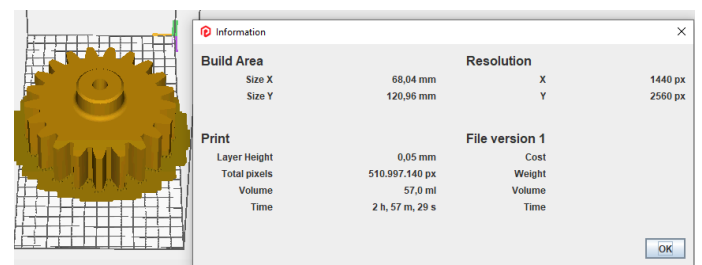 Information
Build Area
Size X 68,04 mm
Size Y 120,96 mm
Resolution
X 1440 px
Y 2560 px
Print
Layer Height 0,05 mm
Total pixels 510.997.140 px
Volume 57,0 ml
Time 2 h, 57 m, 29 s
File version 1
Cost
Weight
Volume
Time
OK